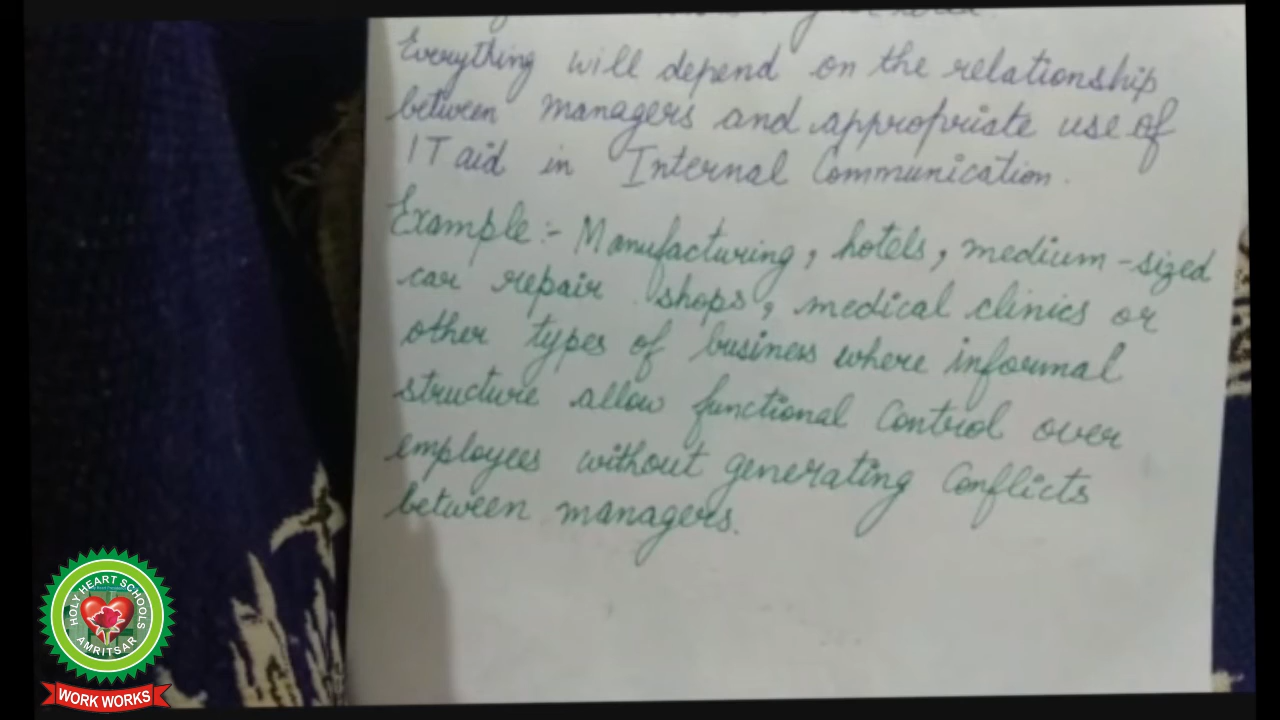 Everything will depend on the relationship
between managers and appropriate use of
IT aid in Internal Communication.
Example:- Manufacturing, hotels, medium-sized
car repair shops, medical clinics or
other types of business where informal
structure allow functional Control over
employees without generating Conflicts
between managers.
HOLY HEART SCHOOLS
AMRITSAR
WORK WORKS